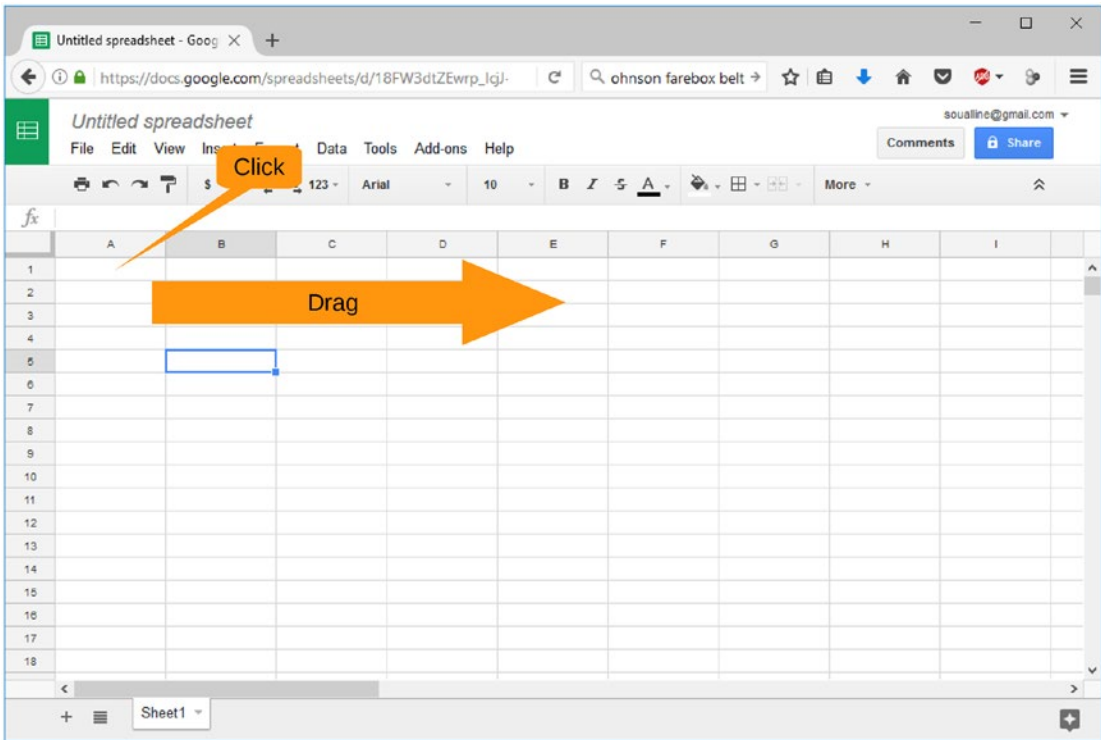 Untitled spreadsheet - Goog
https://docs.google.com/spreadsheets/d/18FW3dtZEwrp_IcjJ-
ohnson farebox belt
Untitled spreadsheet
soualline@gmail.com
File Edit View Data Tools Add-ons Help
Comments
Share
Click
$ 123 Arial 10 B I S A More
fx
A B C D E F G H I
1
2
Drag
3
4
5
6
7
8
9
10
11
12
13
14
15
16
17
18
Sheet1